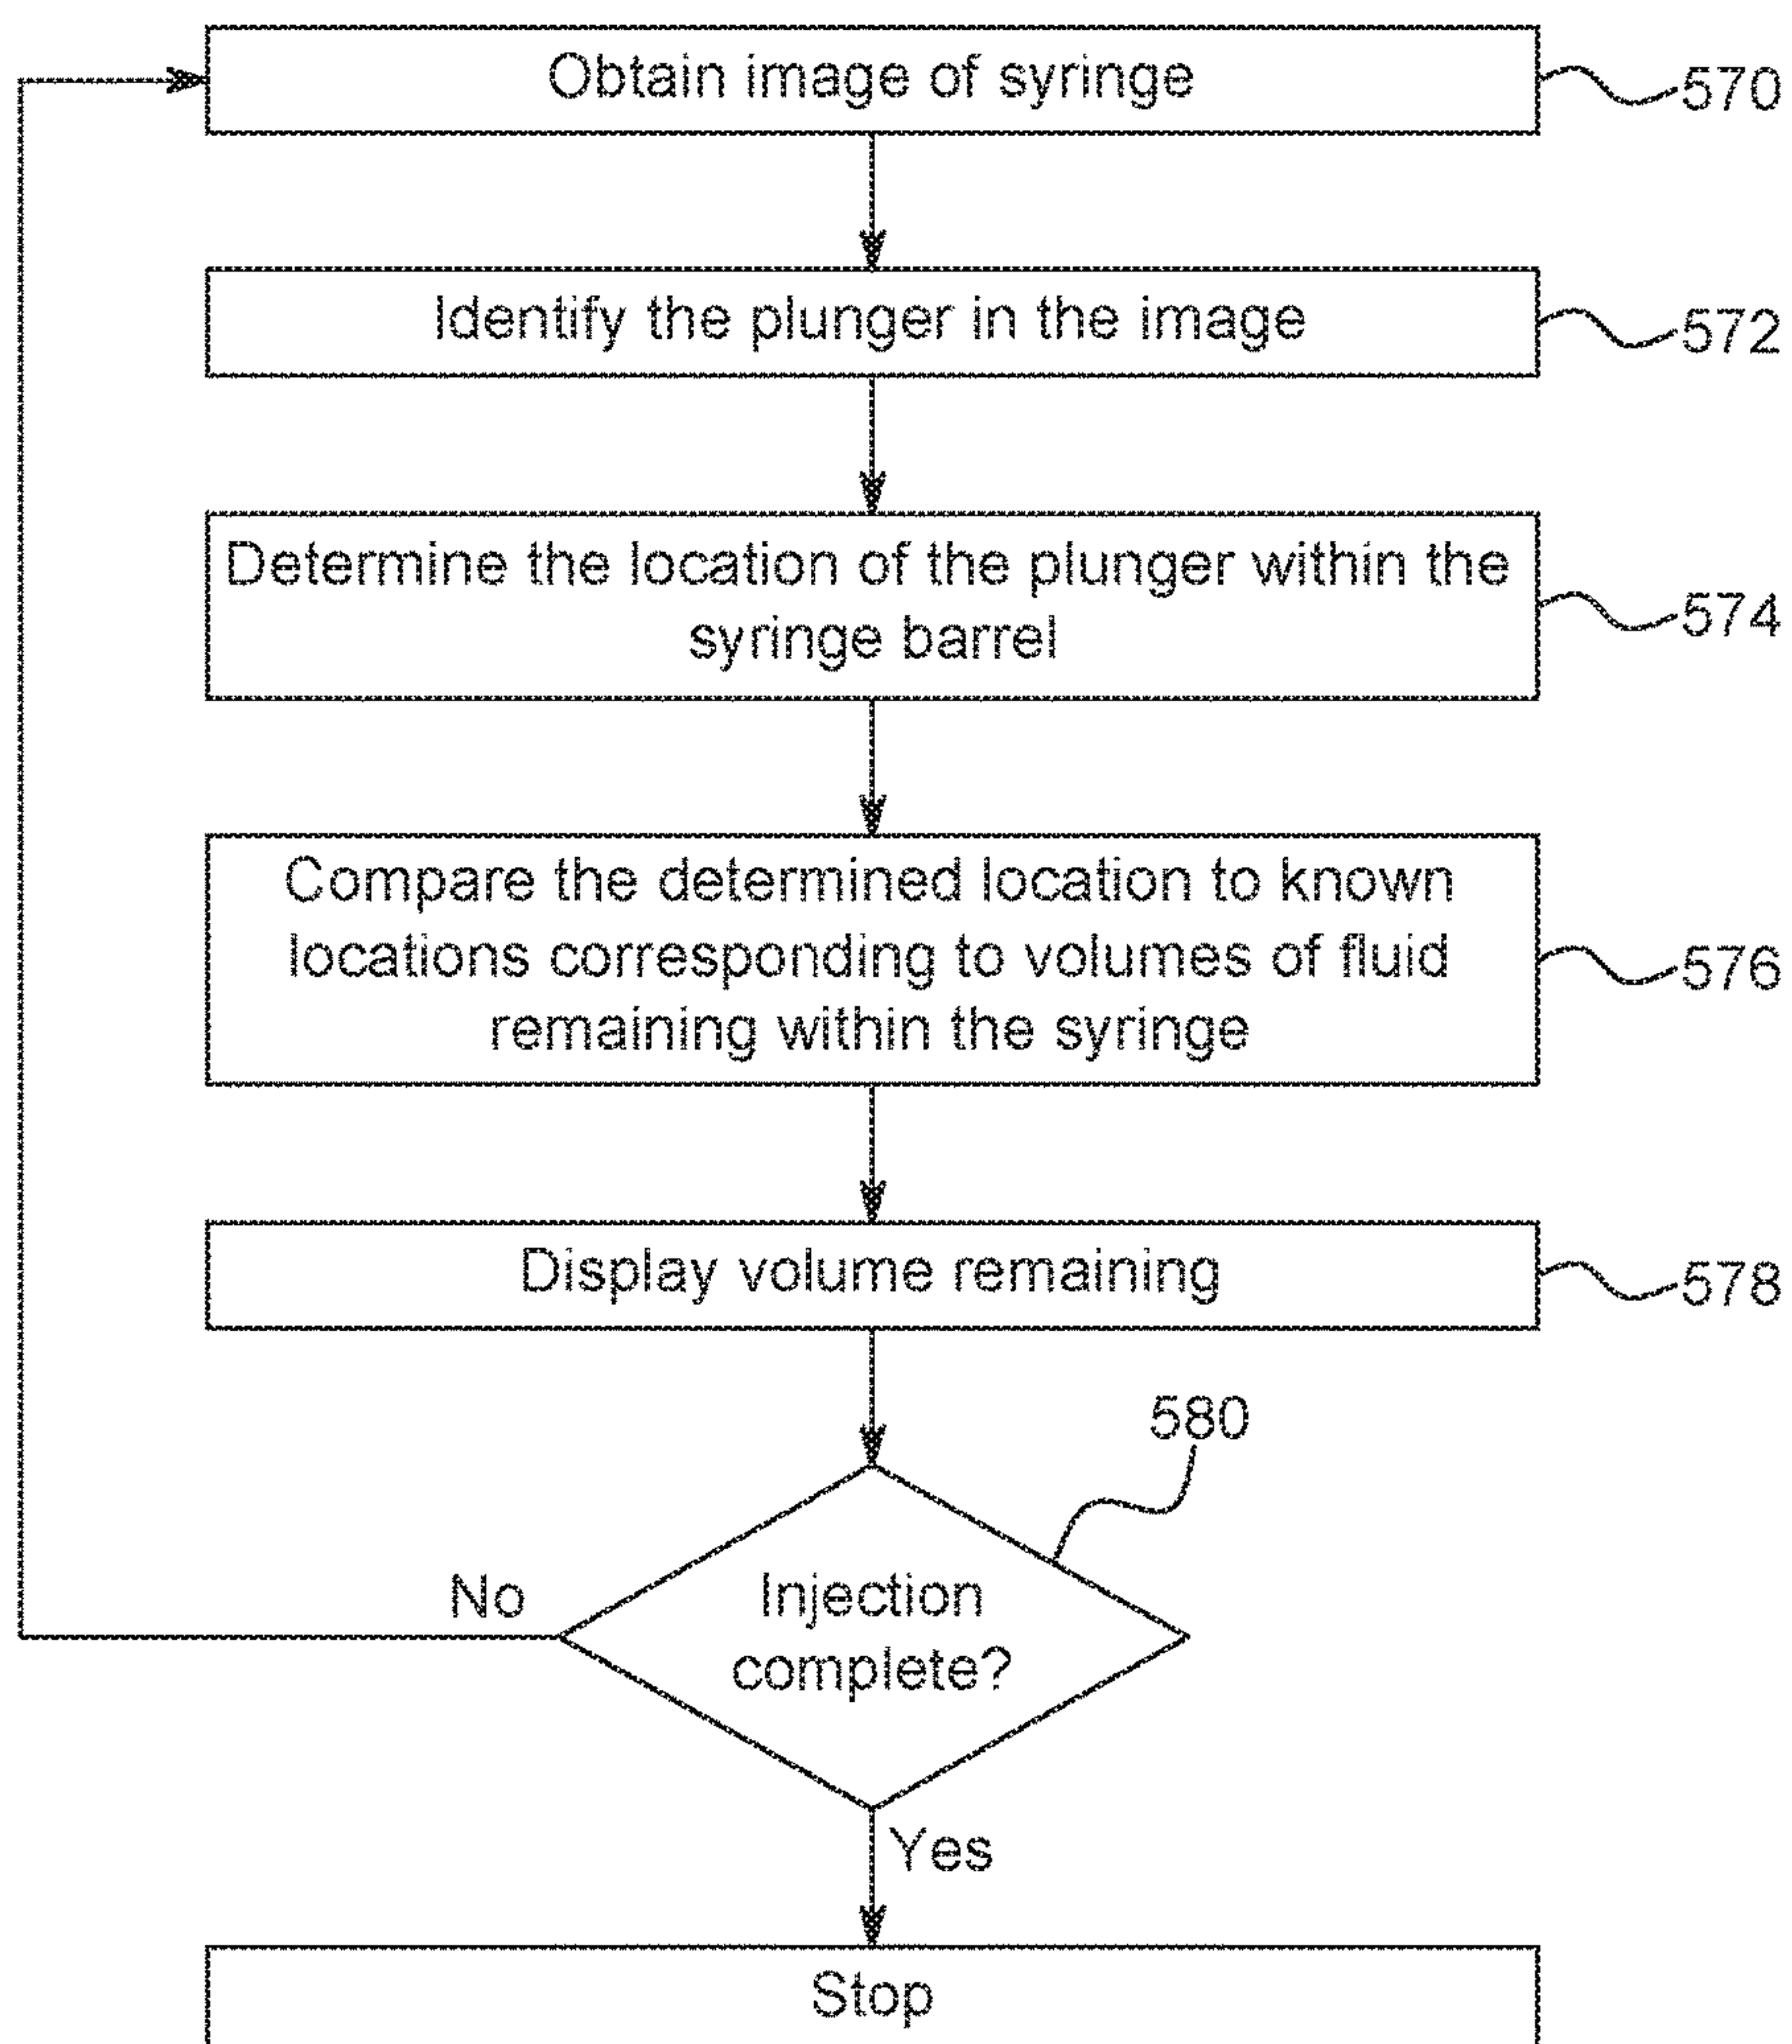 Obtain image of syringe
570
Identify the plunger in the image
572
Determine the location of the plunger within the
syringe barrel
574
Compare the determined location to known
locations corresponding to volumes of fluid
remaining within the syringe
576
Display volume remaining
578
580
Injection
complete?
No
Yes
Stop